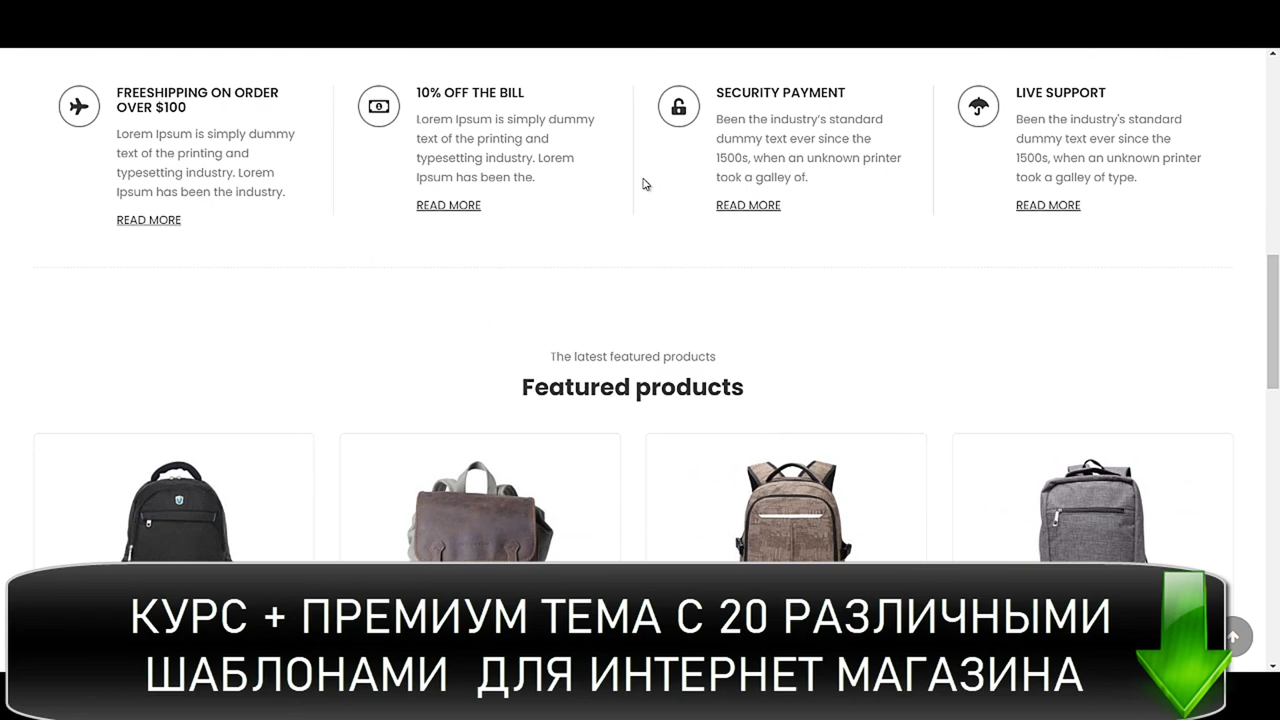 FREESHIPPING ON ORDER
OVER $100
Lorem Ipsum is simply dummy
text of the printing and
typesetting industry. Lorem
Ipsum has been the industry.
READ MORE
10% OFF THE BILL
Lorem Ipsum is simply dummy
text of the printing and
typesetting industry. Lorem
Ipsum has been the.
READ MORE
SECURITY PAYMENT
Been the industry's standard
dummy text ever since the
1500s, when an unknown printer
took a galley of.
READ MORE
LIVE SUPPORT
Been the industry's standard
dummy text ever since the
1500s, when an unknown printer
took a galley of type.
READ MORE
The latest featured products
Featured products
КУРС + ПРЕМИУМ ТЕМА С 20 РАЗЛИЧНЫМИ
ШАБЛОНАМИ ДЛЯ ИНТЕРНЕТ МАГАЗИНА